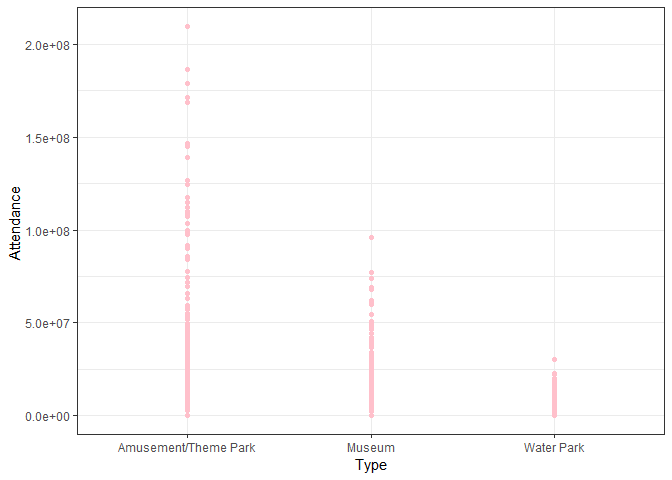 2.0e+08
1.5e+08
1.0e+08
5.0e+07
0.0e+00
Attendance
Amusement/Theme Park Museum Water Park
Type